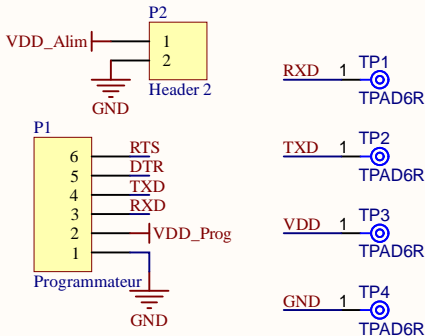 P2
VDD_Alim
1
2
GND
Header 2
P1
6 RTS
5 DTR
4 TXD
3 RXD
2 VDD_Prog
1
Programmateur
GND
TP1
RXD 1
TPAD6R
TP2
TXD 1
TPAD6R
TP3
VDD 1
TPAD6R
TP4
GND 1
TPAD6R